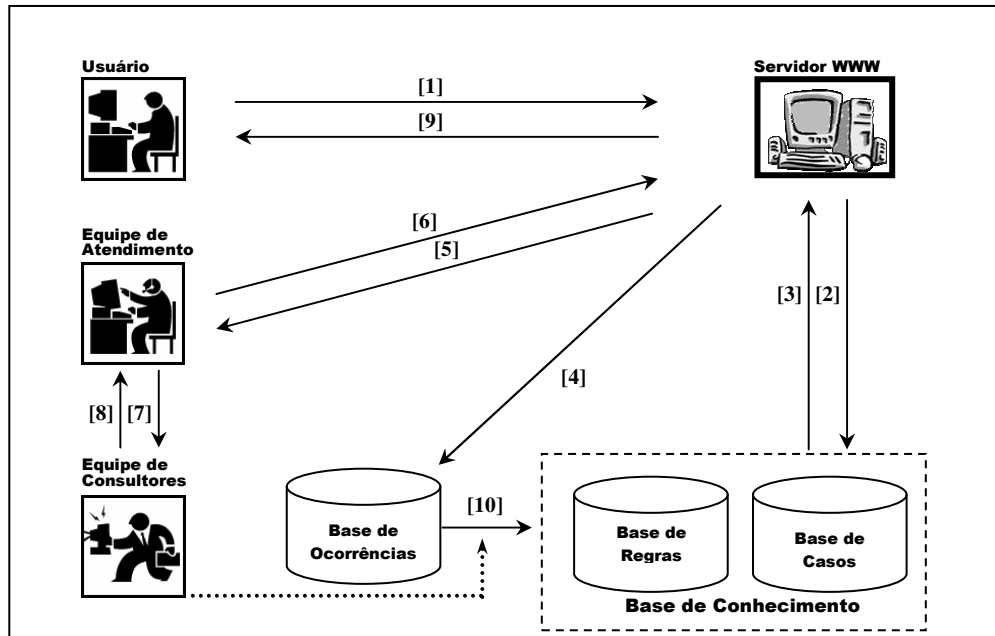 Usuário
Servidor WWW
[1]
[9]
Equipe de
Atendimento
[6]
[5]
[3]
[2]
[4]
[8]
[7]
Equipe de
Consultores
Base de
Ocorrências
[10]
Base de
Regras
Base de
Casos
Base de Conhecimento